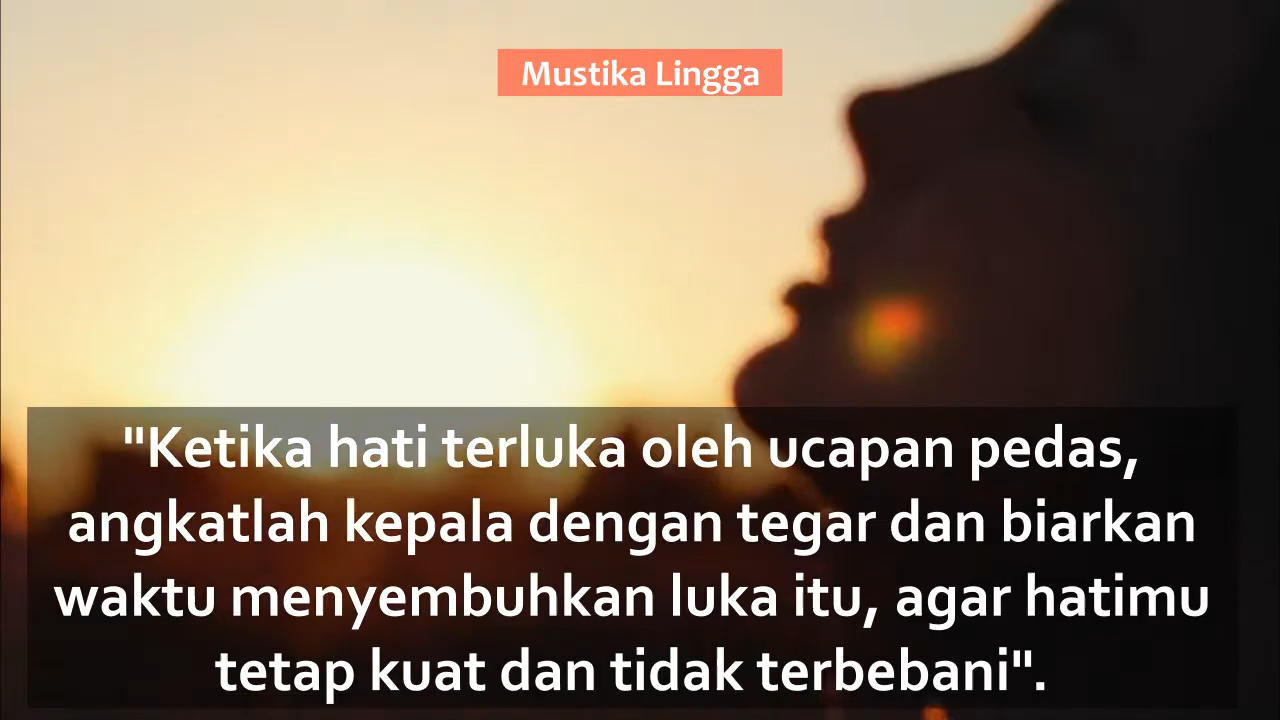 Mustika Lingga
"Ketika hati terluka oleh ucapan pedas,
angkatlah kepala dengan tegar dan biarkan
waktu menyembuhkan luka itu, agar hatimu
tetap kuat dan tidak terbebani".